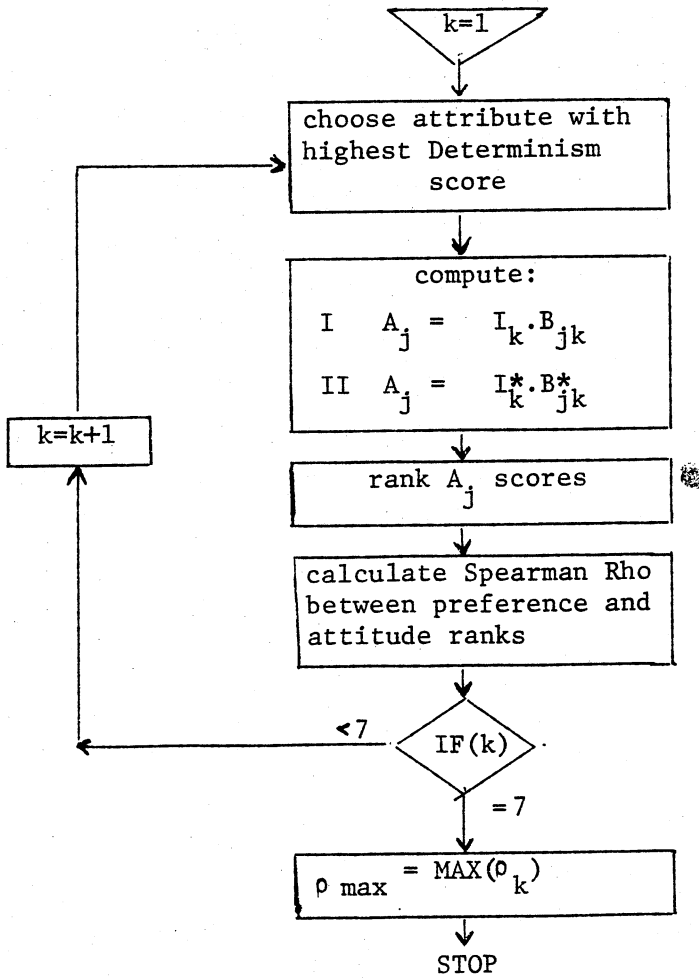 k=1
choose attribute with
highest Determinism
score
compute:
I A_j = I_k.B_jk
II A_j = I*_k.B*_jk
k=k+1
rank A_j scores
calculate Spearman Rho
between preference and
attitude ranks
<7
IF(k)
=7
ρ max = MAX(ρ_k)
STOP